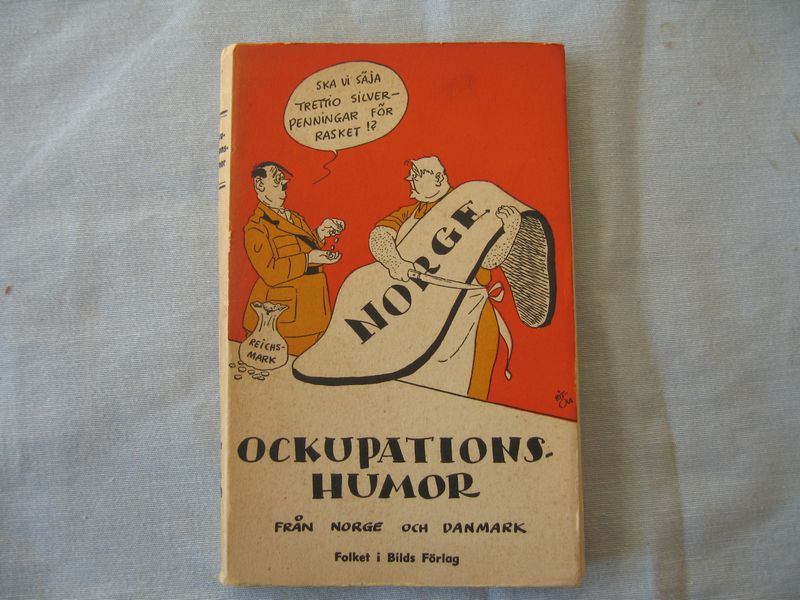 SKA VI SÄJA
TRETTIO SILVER-
PENNINGAR FÖR
RASKET !?
NORGE
REICHS-
MARK
OCKUPATIONS-
HUMOR
FRÅN NORGE OCH DANMARK
Folket i Bilds Förlag